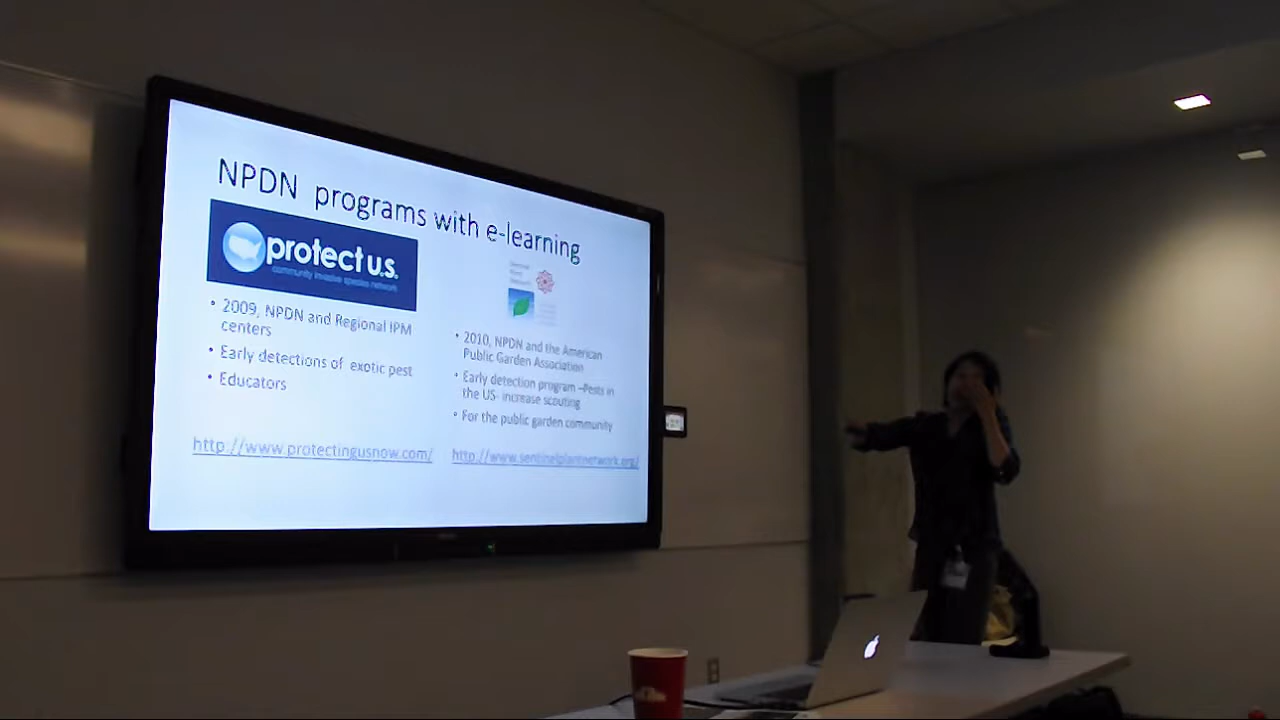 NPDN programs with e-learning
protect u.s.
community invasive species network
• 2009, NPDN and Regional IPM
centers
• Early detections of exotic pest
• Educators
http://www.protectingusnow.com/
• 2010, NPDN and the American
Public Garden Association
• Early detection program –Pests in
the US- increase scouting
• For the public garden community
http://www.sentinelplantnetwork.org/